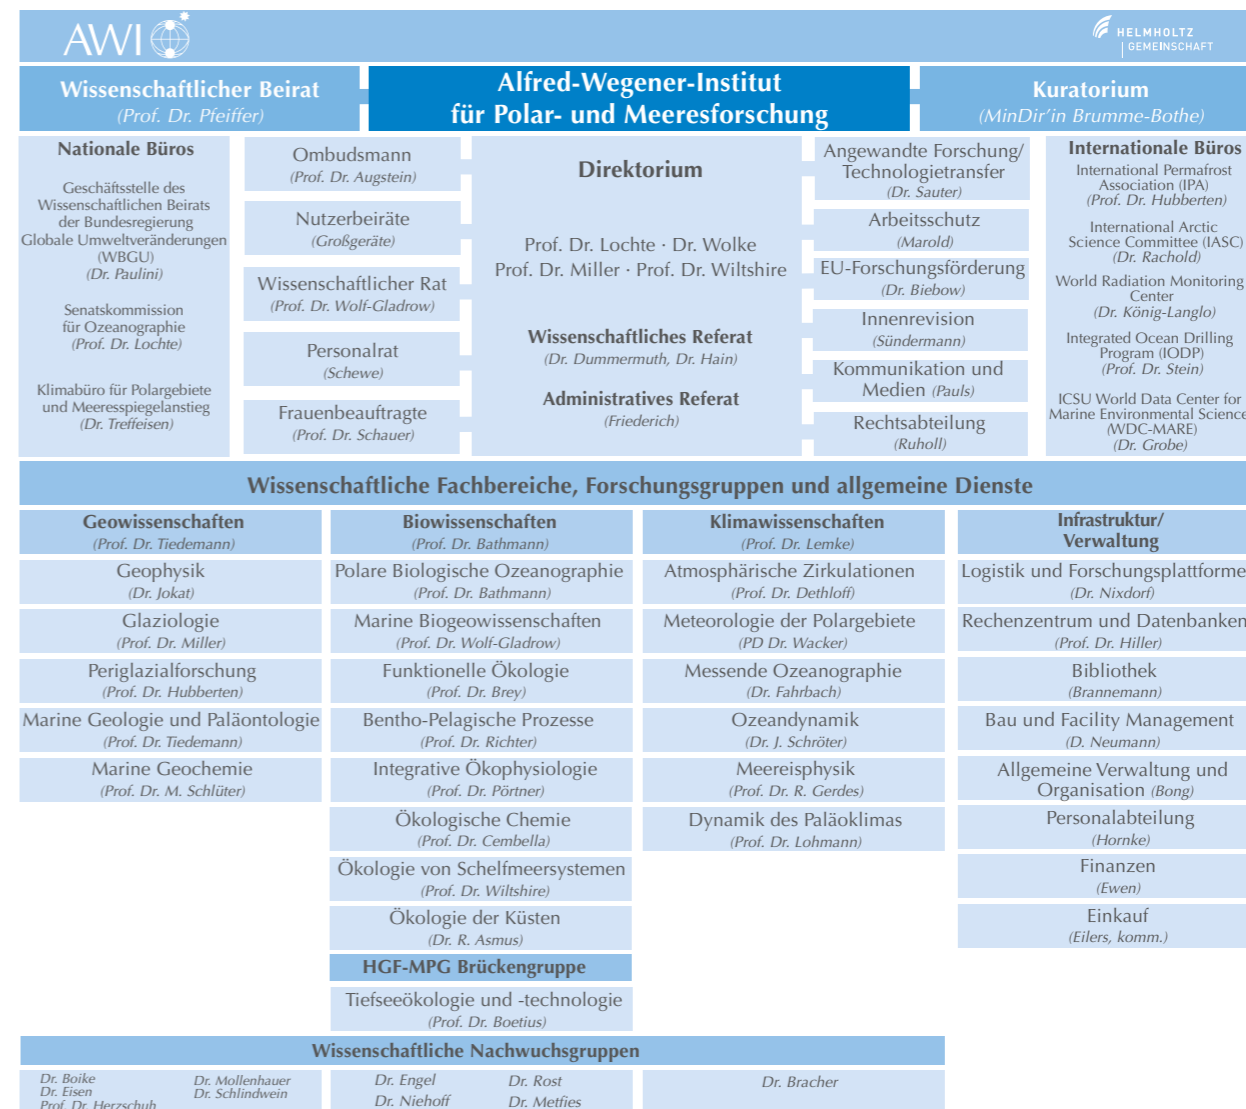 AWI
HELMHOLTZ
GEMEINSCHAFT
Wissenschaftlicher Beirat
(Prof. Dr. Pfeiffer)
Alfred-Wegener-Institut
für Polar- und Meeresforschung
Kuratorium
(MinDir'in Brumme-Bothe)
Nationale Büros
Geschäftsstelle des
Wissenschaftlichen Beirats
der Bundesregierung
Globale Umweltveränderungen
(WBGU)
(Dr. Paulini)
Senatskommission
für Ozeanographie
(Prof. Dr. Lochte)
Klimabüro für Polargebiete
und Meeresspiegelanstieg
(Dr. Treffeisen)
Ombudsmann
(Prof. Dr. Augstein)
Nutzerbeiräte
(Großgeräte)
Wissenschaftlicher Rat
(Prof. Dr. Wolf-Gladrow)
Personalrat
(Schewe)
Frauenbeauftragte
(Prof. Dr. Schauer)
Direktorium
Prof. Dr. Lochte · Dr. Wolke
Prof. Dr. Miller · Prof. Dr. Wiltshire
Wissenschaftliches Referat
(Dr. Dummermuth, Dr. Hain)
Administratives Referat
(Friederich)
Angewandte Forschung/
Technologietransfer
(Dr. Sauter)
Arbeitsschutz
(Marold)
EU-Forschungsförderung
(Dr. Biebow)
Innenrevision
(Sündermann)
Kommunikation und
Medien (Pauls)
Rechtsabteilung
(Ruholl)
Internationale Büros
International Permafrost
Association (IPA)
(Prof. Dr. Hubberten)
International Arctic
Science Committee (IASC)
(Dr. Rachold)
World Radiation Monitoring
Center
(Dr. König-Langlo)
Integrated Ocean Drilling
Program (IODP)
(Prof. Dr. Stein)
ICSU World Data Center for
Marine Environmental Science
(WDC-MARE)
(Dr. Grobe)
Wissenschaftliche Fachbereiche, Forschungsgruppen und allgemeine Dienste
Geowissenschaften
(Prof. Dr. Tiedemann)
Geophysik
(Dr. Jokat)
Glaziologie
(Prof. Dr. Miller)
Periglazialforschung
(Prof. Dr. Hubberten)
Marine Geologie und Paläontologie
(Prof. Dr. Tiedemann)
Marine Geochemie
(Prof. Dr. M. Schlüter)
Biowissenschaften
(Prof. Dr. Bathmann)
Polare Biologische Ozeanographie
(Prof. Dr. Bathmann)
Marine Biogeowissenschaften
(Prof. Dr. Wolf-Gladrow)
Funktionelle Ökologie
(Prof. Dr. Brey)
Bentho-Pelagische Prozesse
(Prof. Dr. Richter)
Integrative Ökophysiologie
(Prof. Dr. Pörtner)
Ökologische Chemie
(Prof. Dr. Cembella)
Ökologie von Schelfmeersystemen
(Prof. Dr. Wiltshire)
Ökologie der Küsten
(Dr. R. Asmus)
HGF-MPG Brückengruppe
Tiefseeökologie und -technologie
(Prof. Dr. Boetius)
Klimawissenschaften
(Prof. Dr. Lemke)
Atmosphärische Zirkulationen
(Prof. Dr. Dethloff)
Meteorologie der Polargebiete
(PD Dr. Wacker)
Messende Ozeanographie
(Dr. Fahrbach)
Ozeandynamik
(Dr. J. Schröter)
Meereisphysik
(Prof. Dr. R. Gerdes)
Dynamik des Paläoklimas
(Prof. Dr. Lohmann)
Infrastruktur/
Verwaltung
Logistik und Forschungsplattforme
(Dr. Nixdorf)
Rechenzentrum und Datenbanken
(Prof. Dr. Hiller)
Bibliothek
(Brannemann)
Bau und Facility Management
(D. Neumann)
Allgemeine Verwaltung und
Organisation (Bong)
Personalabteilung
(Hornke)
Finanzen
(Ewen)
Einkauf
(Eilers, komm.)
Wissenschaftliche Nachwuchsgruppen
Dr. Boike
Dr. Eisen
Prof. Dr. Herzschuh
Dr. Mollenhauer
Dr. Schlindwein
Dr. Engel
Dr. Niehoff
Dr. Rost
Dr. Metfies
Dr. Bracher